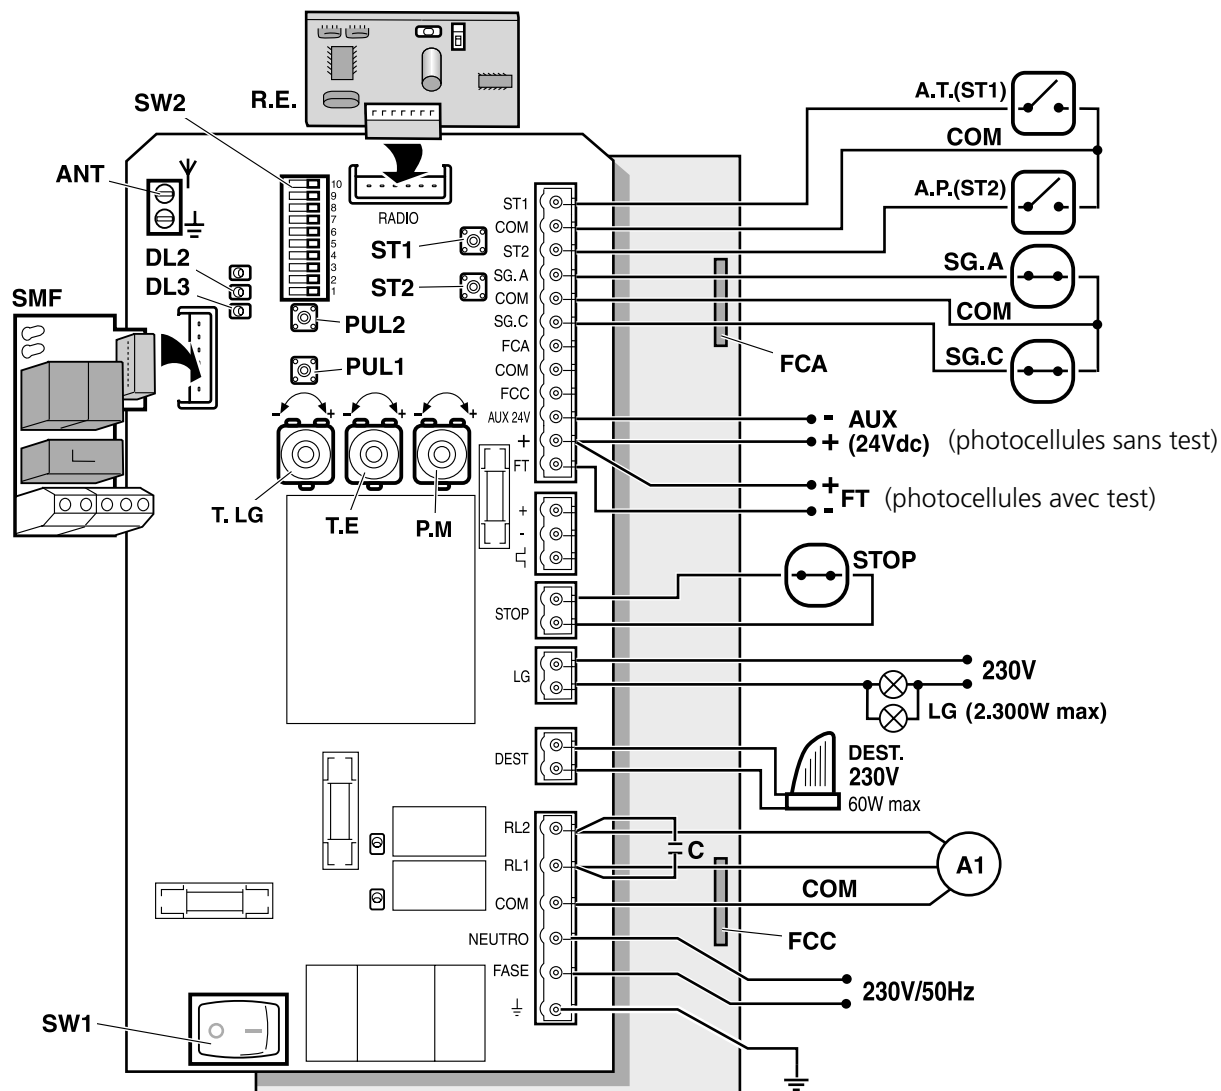 R.E.
SW2
ANT
DL2
DL3
SMF
10
9
8
7
6
5
4
3
2
1
RADIO
ST1
ST2
PUL2
PUL1
- +
- +
- +
T. LG
T.E
P.M
ST1
COM
ST2
SG.A
COM
SG.C
FCA
COM
FCC
AUX 24V
+
FT
+
-
STOP
LG
DEST
RL2
RL1
COM
NEUTRO
FASE
SW1
A.T.(ST1)
COM
A.P.(ST2)
SG.A
COM
SG.C
FCA
- AUX
+ (24Vdc) (photocellules sans test)
+
FT (photocellules avec test)
-
STOP
230V
LG (2.300W max)
DEST.
230V
60W max
C
A1
COM
FCC
230V/50Hz